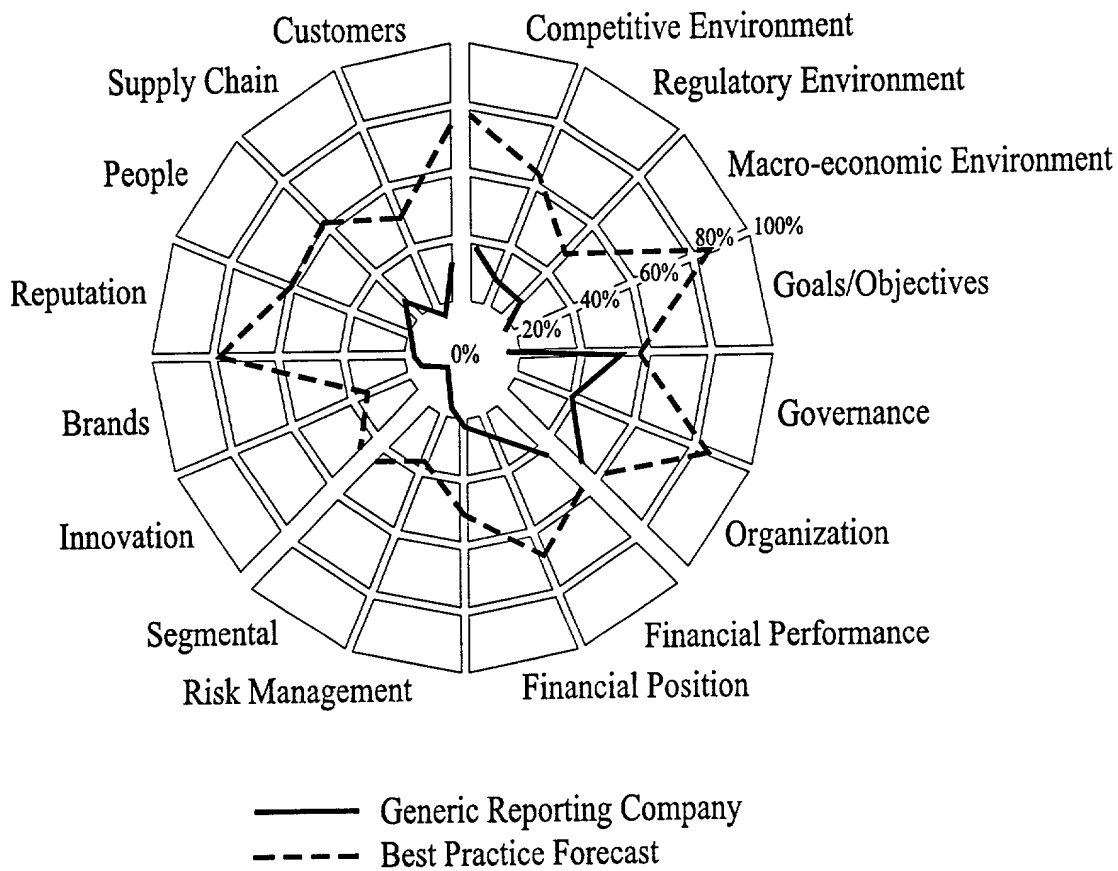 Customers
Competitive Environment
Supply Chain
Regulatory Environment
People
Macro-economic Environment
Reputation
80%
100%
60%
Goals/Objectives
40%
20%
0%
Brands
Governance
Innovation
Organization
Segmental
Financial Performance
Risk Management
Financial Position
Generic Reporting Company
Best Practice Forecast